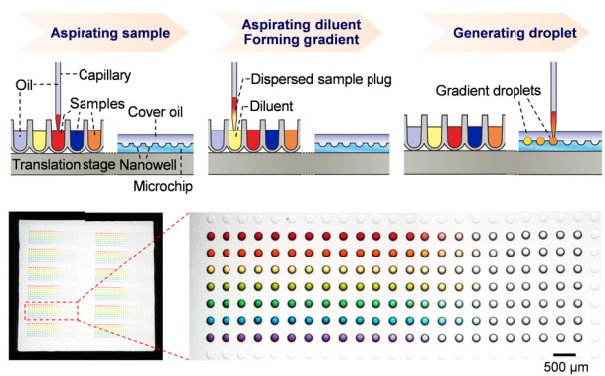 Aspirating sample
Aspirating diluent
Forming gradient
Generating droplet
Oil
Capillary
Samples
Cover oil
Translation stage
Nanowell
Microchip
Dispersed sample plug
Diluent
Gradient droplets
500 µm